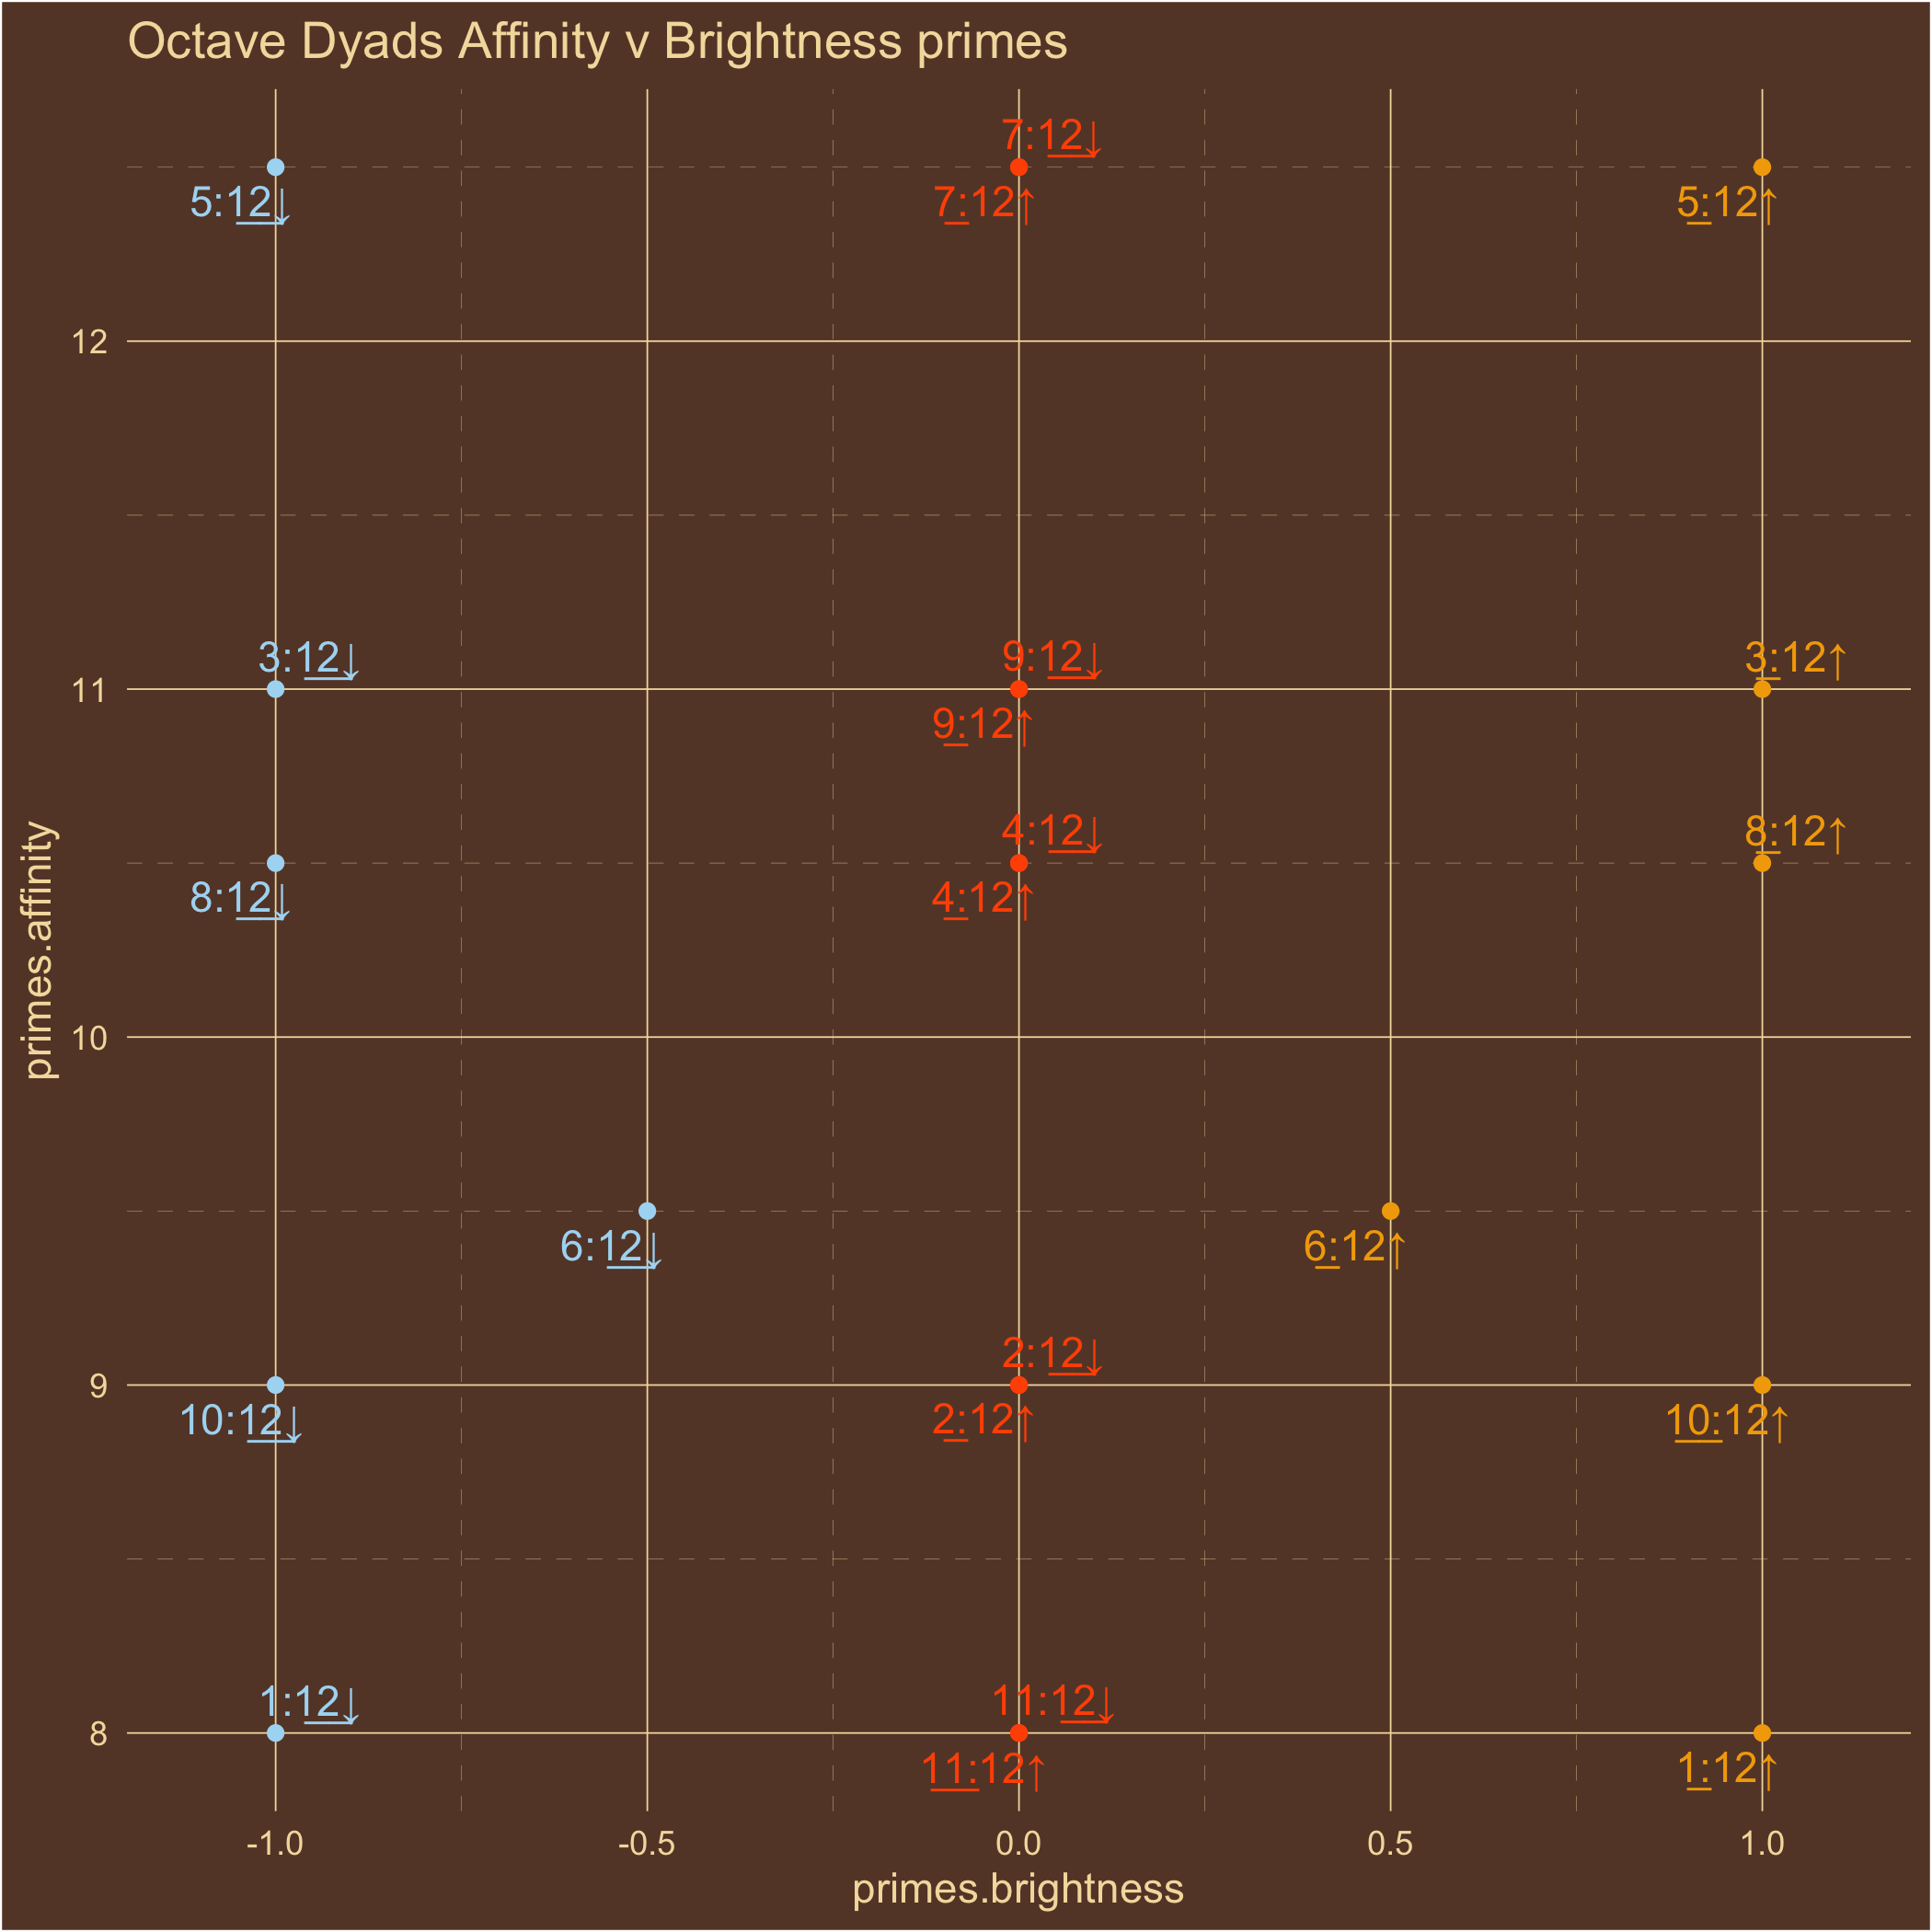 Octave Dyads Affinity v Brightness primes
7:12↓
5:12↓ 7:12↑ 5:12↑
12
3:12↓ 9:12↓ 3:12↑
11
9:12↑
4:12↓ 8:12↑
8:12↓ 4:12↑
primes.affinity
10
6:12↓ 6:12↑
2:12↓
9
10:12↓ 2:12↑ 10:12↑
1:12↓ 11:12↓
8
11:12↑ 1:12↑
-1.0 -0.5 0.0 0.5 1.0
primes.brightness